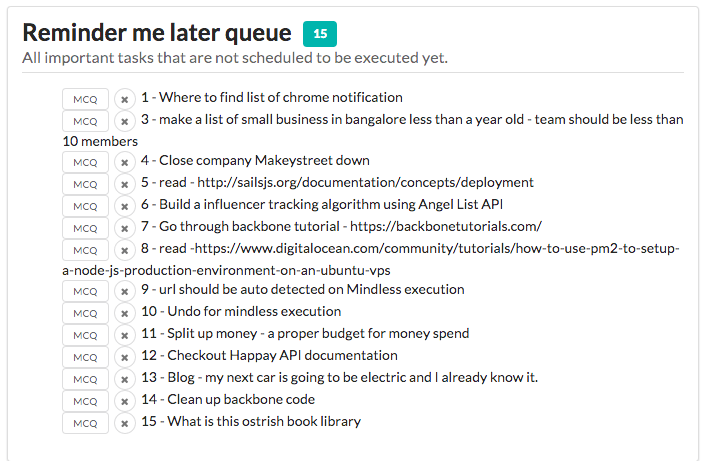 Reminder me later queue 15
All important tasks that are not scheduled to be executed yet.
MCQ × 1 - Where to find list of chrome notification
MCQ × 3 - make a list of small business in bangalore less than a year old - team should be less than
10 members
MCQ × 4 - Close company Makeystreet down
MCQ × 5 - read - http://sailsjs.org/documentation/concepts/deployment
MCQ × 6 - Build a influencer tracking algorithm using Angel List API
MCQ × 7 - Go through backbone tutorial - https://backbonetutorials.com/
MCQ × 8 - read -https://www.digitalocean.com/community/tutorials/how-to-use-pm2-to-setup-
a-node-js-production-environment-on-an-ubuntu-vps
MCQ × 9 - url should be auto detected on Mindless execution
MCQ × 10 - Undo for mindless execution
MCQ × 11 - Split up money - a proper budget for money spend
MCQ × 12 - Checkout Happay API documentation
MCQ × 13 - Blog - my next car is going to be electric and I already know it.
MCQ × 14 - Clean up backbone code
MCQ × 15 - What is this ostrish book library